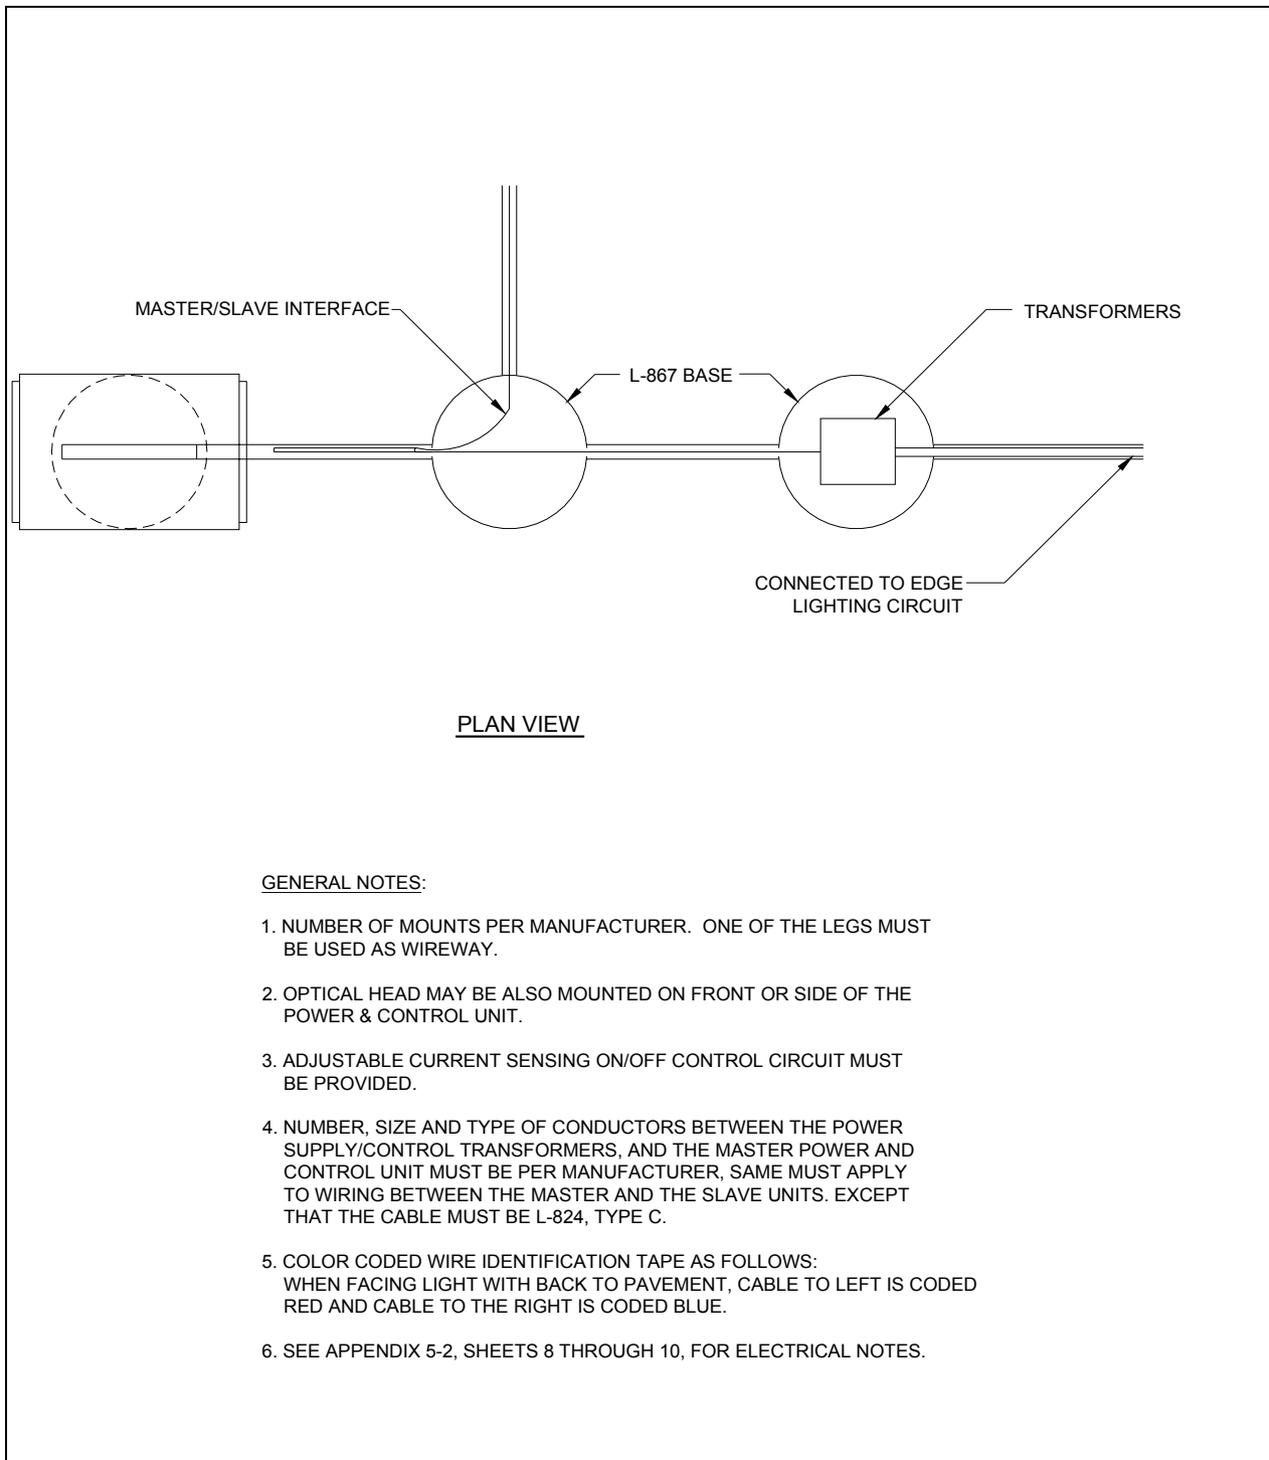 MASTER/SLAVE INTERFACE
TRANSFORMERS
L-867 BASE
CONNECTED TO EDGE
LIGHTING CIRCUIT
PLAN VIEW
GENERAL NOTES:
1. NUMBER OF MOUNTS PER MANUFACTURER.  ONE OF THE LEGS MUST
BE USED AS WIREWAY.
2. OPTICAL HEAD MAY BE ALSO MOUNTED ON FRONT OR SIDE OF THE
POWER & CONTROL UNIT.
3. ADJUSTABLE CURRENT SENSING ON/OFF CONTROL CIRCUIT MUST
BE PROVIDED.
4. NUMBER, SIZE AND TYPE OF CONDUCTORS BETWEEN THE POWER
SUPPLY/CONTROL TRANSFORMERS, AND THE MASTER POWER AND
CONTROL UNIT MUST BE PER MANUFACTURER, SAME MUST APPLY
TO WIRING BETWEEN THE MASTER AND THE SLAVE UNITS. EXCEPT
THAT THE CABLE MUST BE L-824, TYPE C.
5. COLOR CODED WIRE IDENTIFICATION TAPE AS FOLLOWS:
WHEN FACING LIGHT WITH BACK TO PAVEMENT, CABLE TO LEFT IS CODED
RED AND CABLE TO THE RIGHT IS CODED BLUE.
6. SEE APPENDIX 5-2, SHEETS 8 THROUGH 10, FOR ELECTRICAL NOTES.